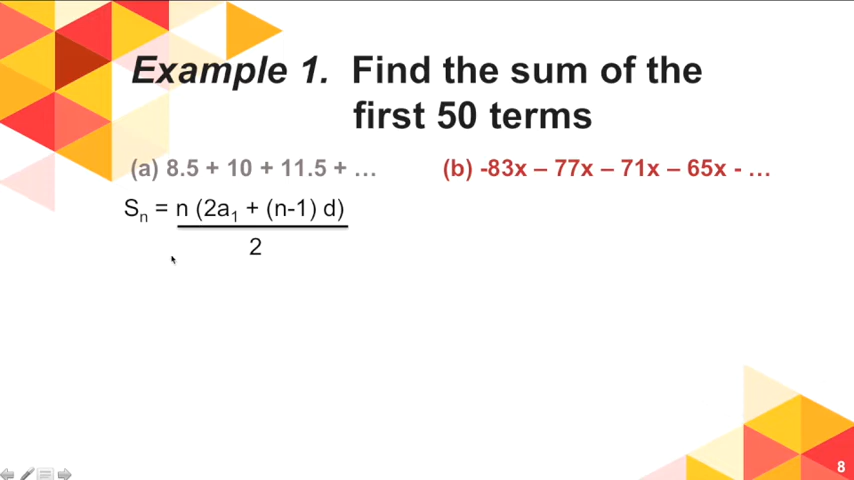 Example 1. Find the sum of the
first 50 terms
(a) 8.5 + 10 + 11.5 + …
(b) -83x – 77x – 71x – 65x - …
Sn = n (2a1 + (n-1) d)
2
8